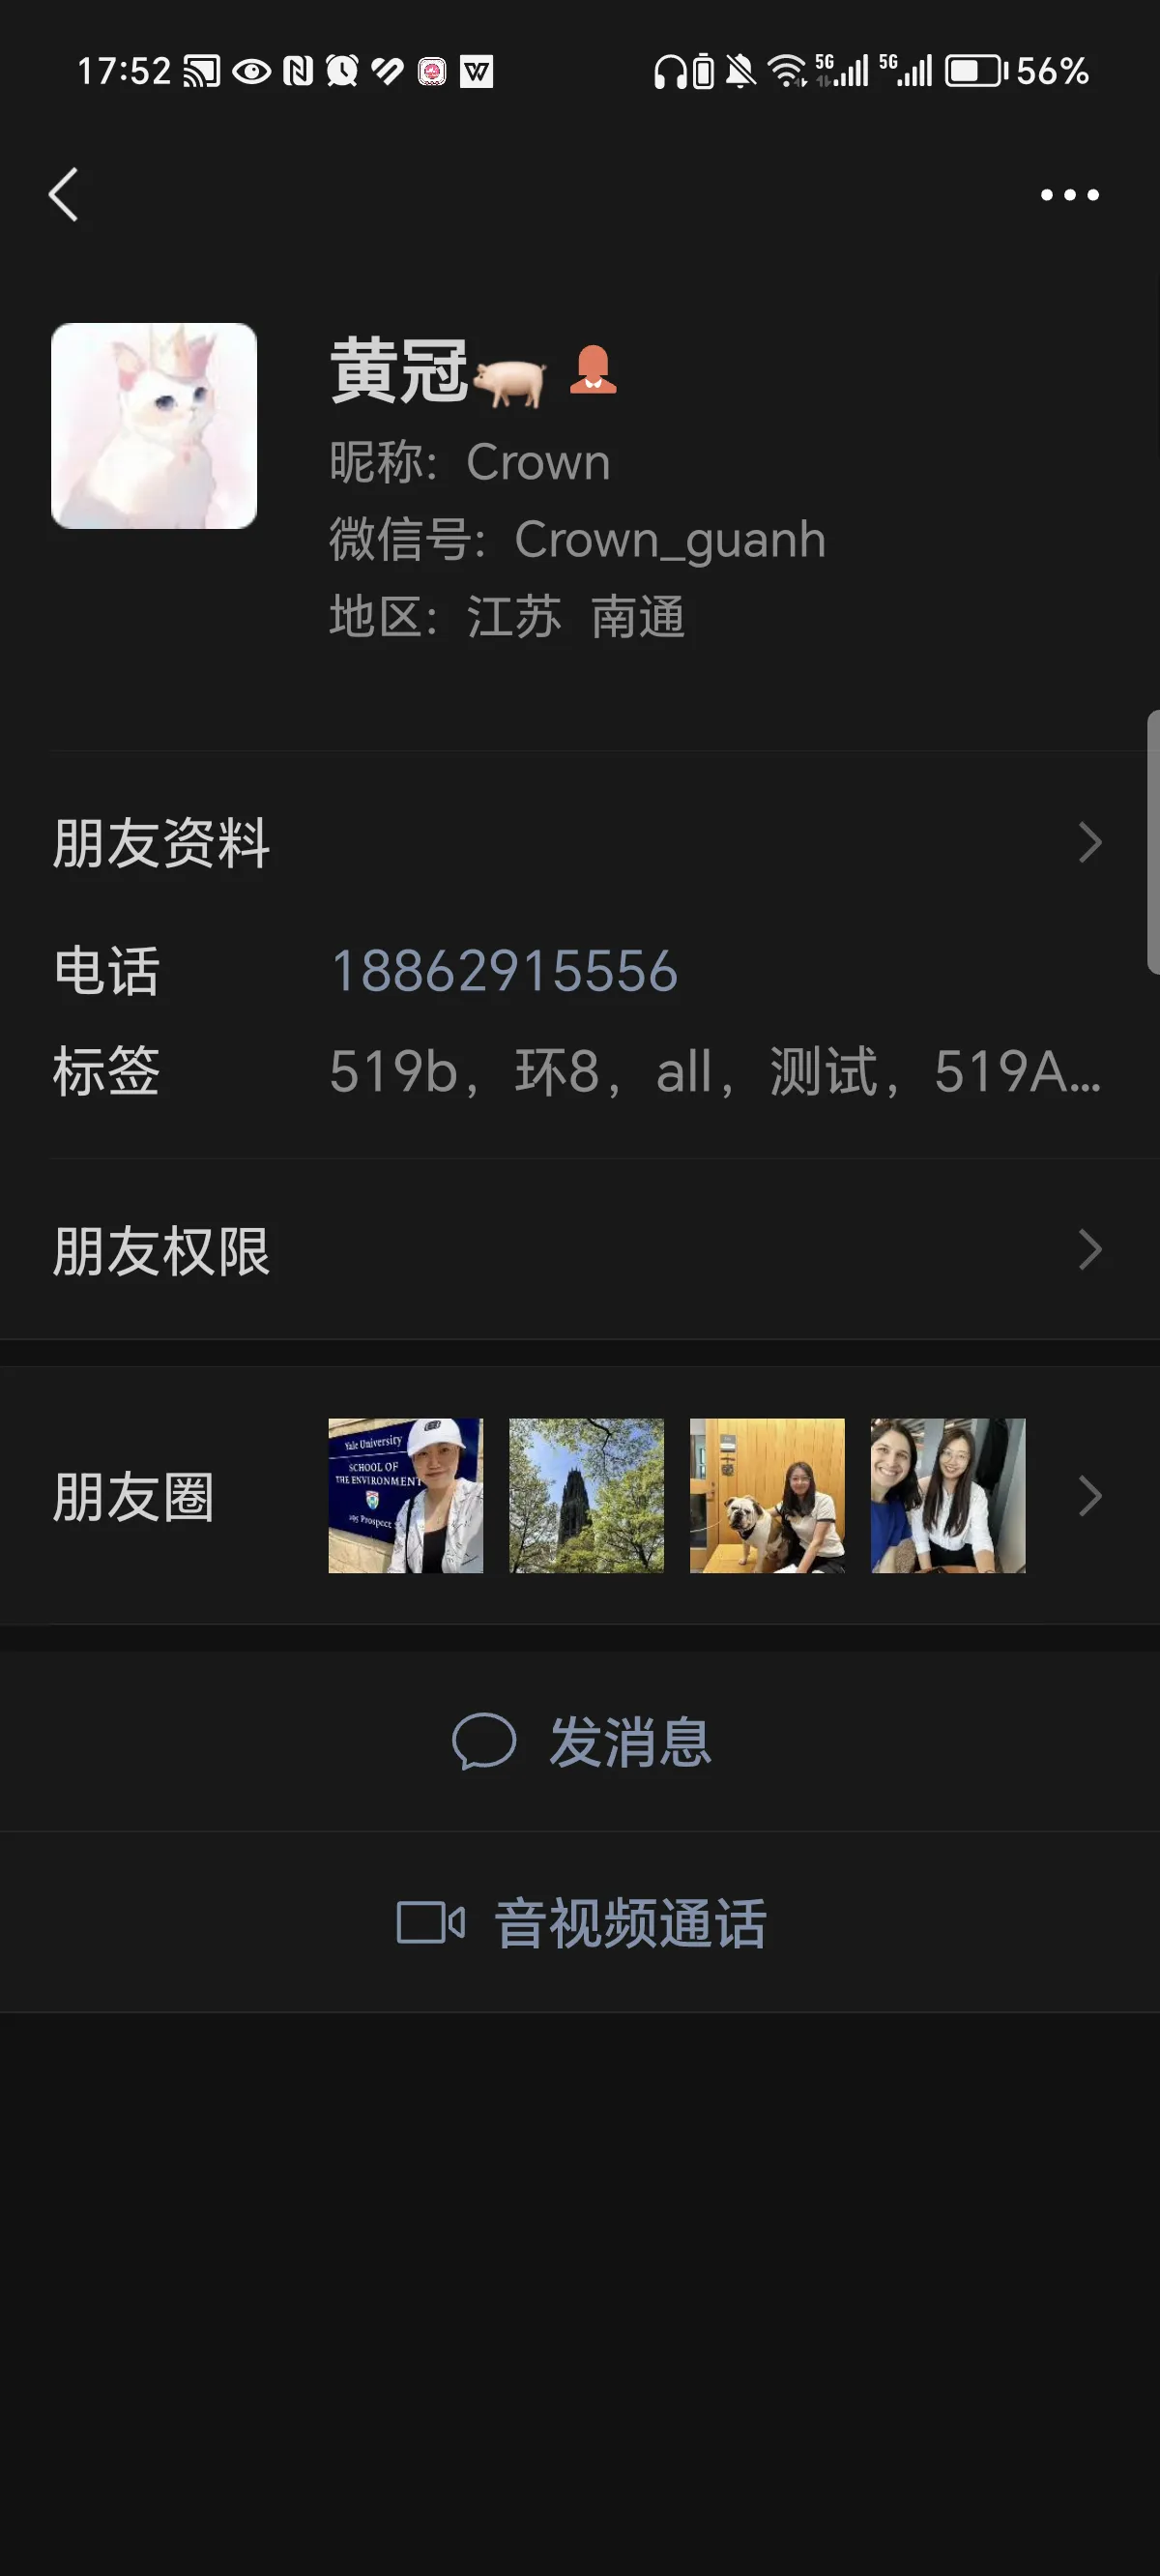 17:52 5G 5G 56%
黄冠🐖
昵称: Crown
微信号: Crown_guanh
地区: 江苏 南通
朋友资料
电话 18862915556
标签 519b, 环8, all, 测试, 519A...
朋友权限
朋友圈
Yale University
SCHOOL OF
THE ENVIRONMENT
195 Prospect
发消息
音视频通话